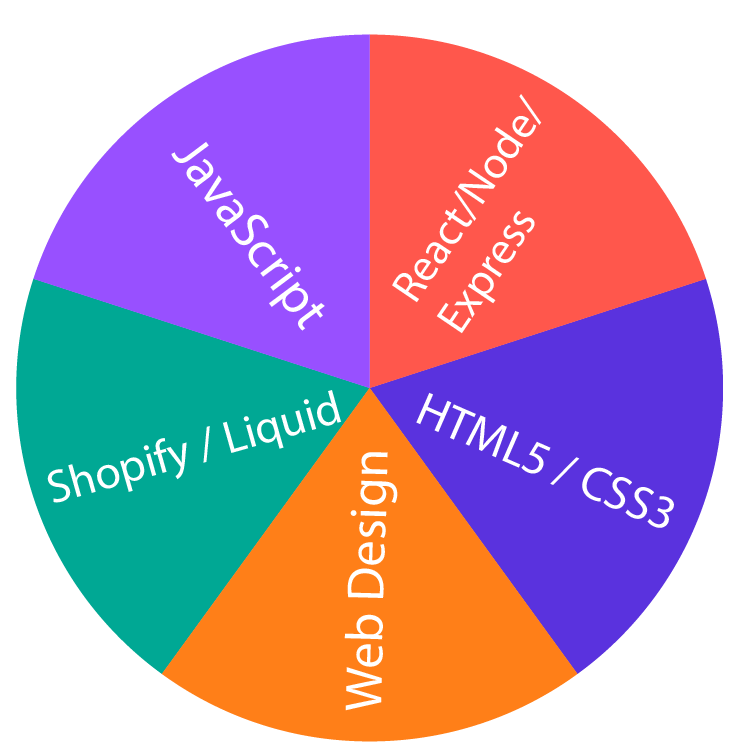 JavaScript
React/Node/
Express
Shopify / Liquid
HTML5 / CSS3
Web Design